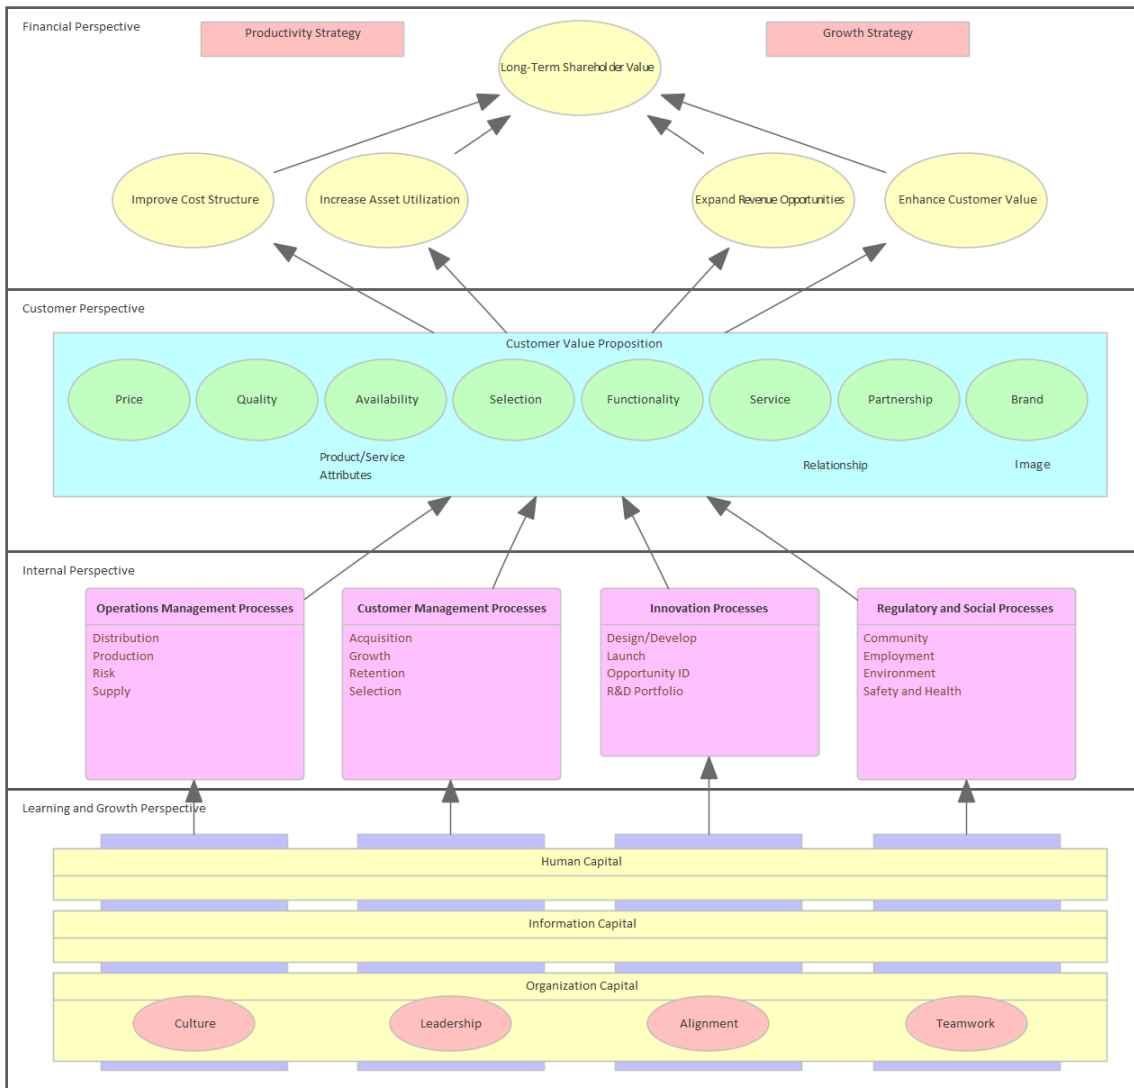 Financial Perspective
Productivity Strategy
Growth Strategy
Long-Term Shareholder Value
Improve Cost Structure
Increase Asset Utilization
Expand Revenue Opportunities
Enhance Customer Value
Customer Perspective
Customer Value Proposition
Price
Quality
Availability
Selection
Functionality
Service
Partnership
Brand
Product/Service
Attributes
Relationship
Image
Internal Perspective
Operations Management Processes
Distribution
Production
Risk
Supply
Customer Management Processes
Acquisition
Growth
Retention
Selection
Innovation Processes
Design/Develop
Launch
Opportunity ID
R&D Portfolio
Regulatory and Social Processes
Community
Employment
Environment
Safety and Health
Learning and Growth Perspective
Human Capital
Information Capital
Organization Capital
Culture
Leadership
Alignment
Teamwork